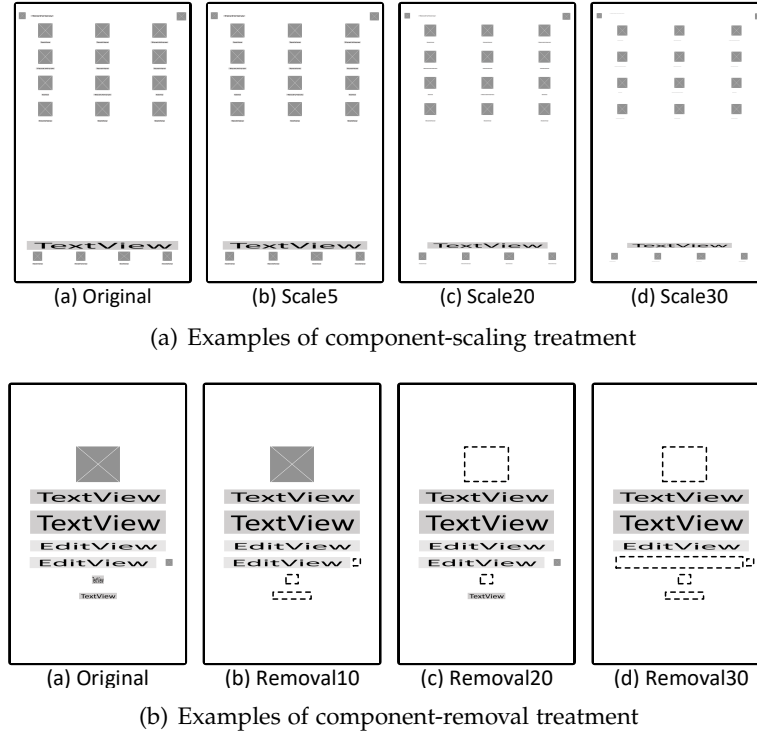 TextView
TextView
TextView
TextView
(a) Original
(b) Scale5
(c) Scale20
(d) Scale30
(a) Examples of component-scaling treatment
TextView
TextView
TextView
TextView
TextView
TextView
TextView
TextView
EditView
EditView
EditView
EditView
EditView
EditView
EditView
TextView
TextView
(a) Original
(b) Removal10
(c) Removal20
(d) Removal30
(b) Examples of component-removal treatment